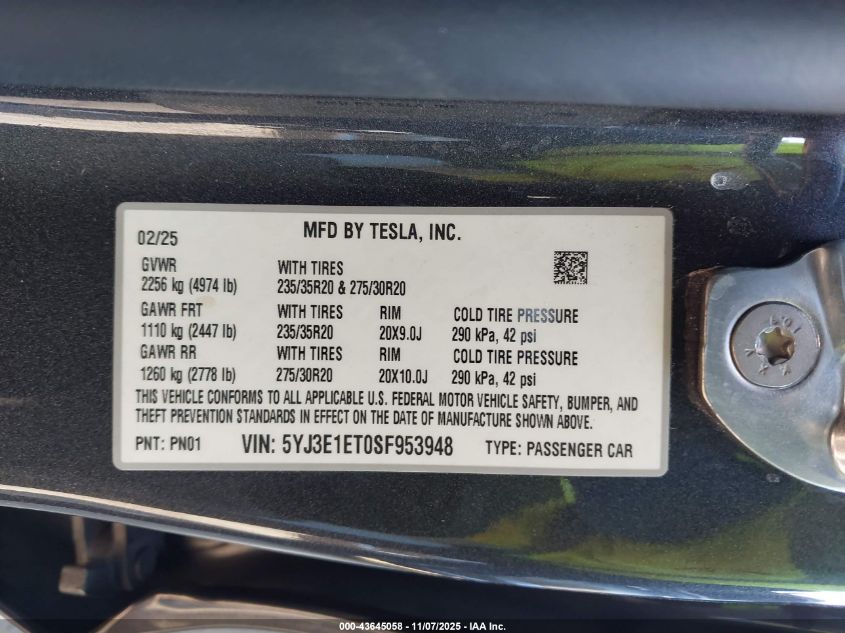 02/25 MFD BY TESLA, INC.
GVWR WITH TIRES
2256 kg (4974 lb) 235/35R20 & 275/30R20
GAWR FRT WITH TIRES RIM COLD TIRE PRESSURE
1110 kg (2447 lb) 235/35R20 20X9.0J 290 kPa, 42 psi
GAWR RR WITH TIRES RIM COLD TIRE PRESSURE
1260 kg (2778 lb) 275/30R20 20X10.0J 290 kPa, 42 psi
THIS VEHICLE CONFORMS TO ALL APPLICABLE U.S. FEDERAL MOTOR VEHICLE SAFETY, BUMPER, AND
THEFT PREVENTION STANDARDS IN EFFECT ON THE DATE OF MANUFACTURE SHOWN ABOVE.
PNT: PN01 VIN: 5YJ3E1ET0SF953948 TYPE: PASSENGER CAR
000-43645058 - 11/07/2025 - IAA Inc.